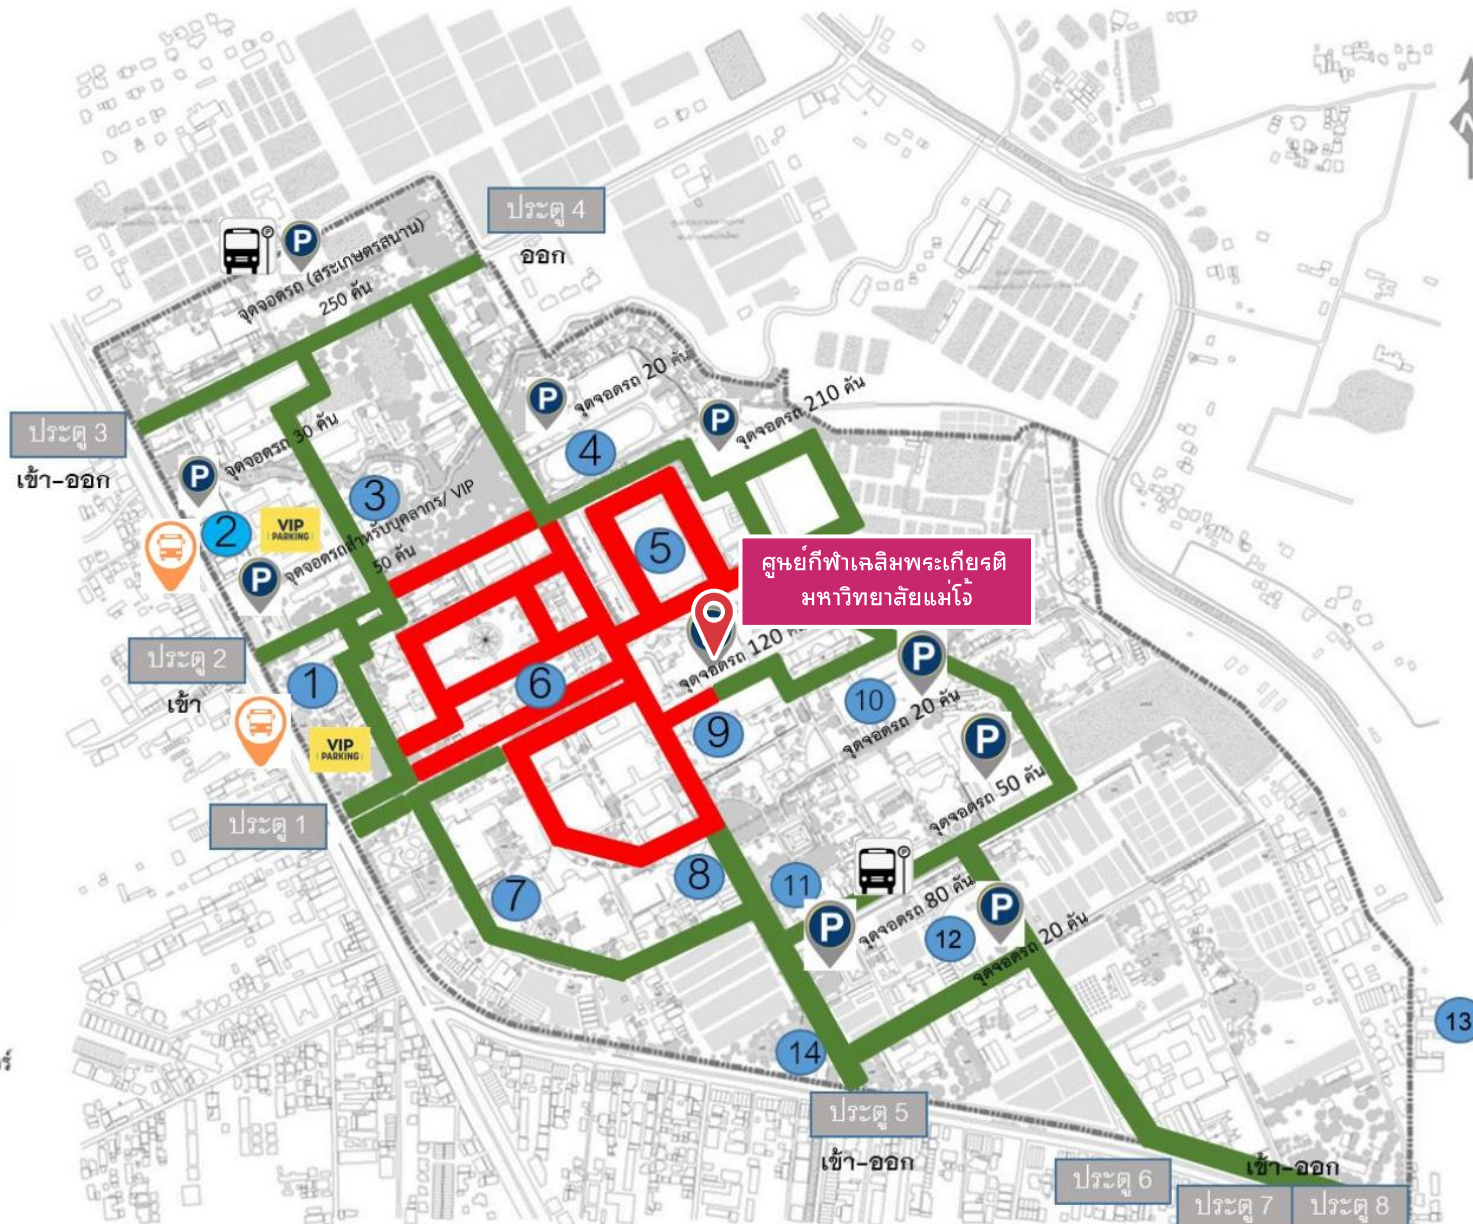 ประตู 4
ออก
P
P
จุดจอดรถ (สระเกษตรสนาน)
250 คัน
N
ประตู 3
เข้า-ออก
P
จุดจอดรถ 20 คัน
P
จุดจอดรถ 210 คัน
4
P
จุดจอดรถ 30 คัน
3
2
VIP
PARKING
P
จุดจอดรถสำหรับบุคลากร/ VIP
50 คัน
5
ศูนย์กีฬาเฉลิมพระเกียรติ
มหาวิทยาลัยแม่โจ้
จุดจอดรถ 120 คัน
ประตู 2
เข้า
1
6
P
10
จุดจอดรถ 20 คัน
9
VIP
PARKING
P
จุดจอดรถ 50 คัน
ประตู 1
7
8
11
P
P
จุดจอดรถ 80 คัน
12
P
จุดจอดรถ 20 คัน
13
14
ประตู 5
เข้า-ออก
ประตู 6
เข้า-ออก
ประตู 7
ประตู 8